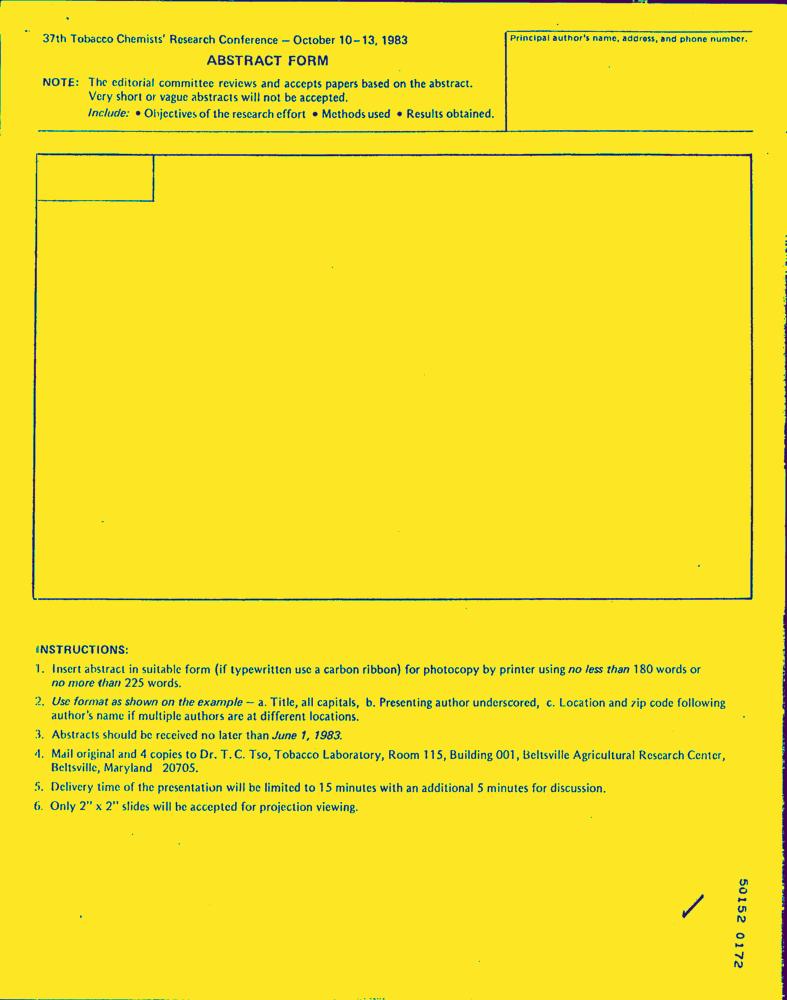 37th Tobacco Chemists' Research Conference – October 10–13, 1983
ABSTRACT FORM
NOTE: The editorial committee reviews and accepts papers based on the abstract.
Very short or vague abstracts will not be accepted.
Include: • Objectives of the research effort • Methods used • Results obtained.
Principal author's name, address, and phone number.
INSTRUCTIONS:
1. Insert abstract in suitable form (if typewritten use a carbon ribbon) for photocopy by printer using no less than 180 words or
no more than 225 words.
2. Use format as shown on the example – a. Title, all capitals, b. Presenting author underscored, c. Location and zip code following
author's name if multiple authors are at different locations.
3. Abstracts should be received no later than June 1, 1983.
4. Mail original and 4 copies to Dr. T. C. Tso, Tobacco Laboratory, Room 115, Building 001, Beltsville Agricultural Research Center,
Beltsville, Maryland 20705.
5. Delivery time of the presentation will be limited to 15 minutes with an additional 5 minutes for discussion.
6. Only 2" x 2" slides will be accepted for projection viewing.
50152 0172